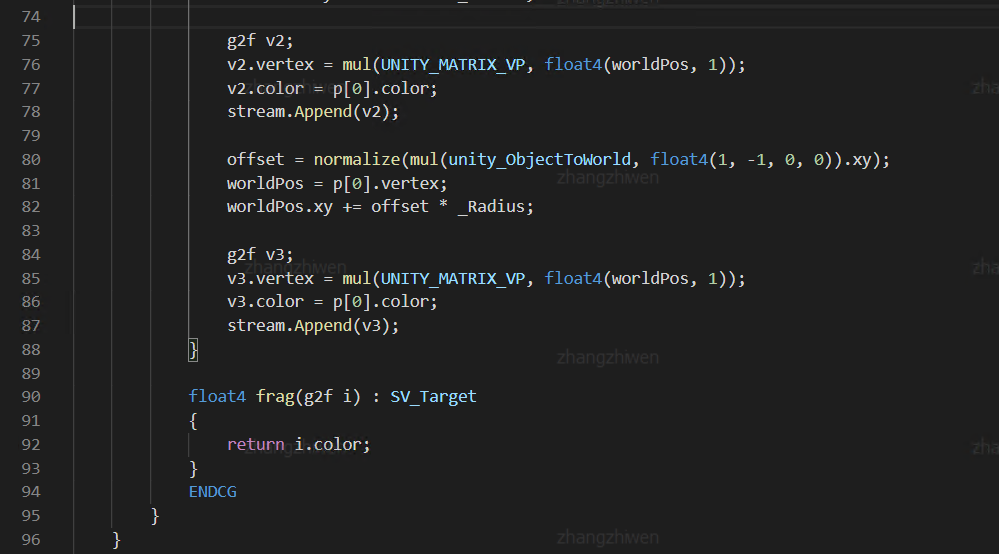 74
75 g2f v2;
76 v2.vertex = mul(UNITY_MATRIX_VP, float4(worldPos, 1));
77 v2.color = p[0].color;
78 stream.Append(v2);
79
80 offset = normalize(mul(unity_ObjectToWorld, float4(1, -1, 0, 0)).xy);
81 worldPos = p[0].vertex;
82 worldPos.xy += offset * _Radius;
83
84 g2f v3;
85 v3.vertex = mul(UNITY_MATRIX_VP, float4(worldPos, 1));
86 v3.color = p[0].color;
87 stream.Append(v3);
88 }
89
90 float4 frag(g2f i) : SV_Target
91 {
92 return i.color;
93 }
94 ENDCG
95 }
96 }
zhangzhiwen
zhangzhiwen
zhangzhiwen
zhangzhiwen
zhangzhiwen
zhangzhiwen